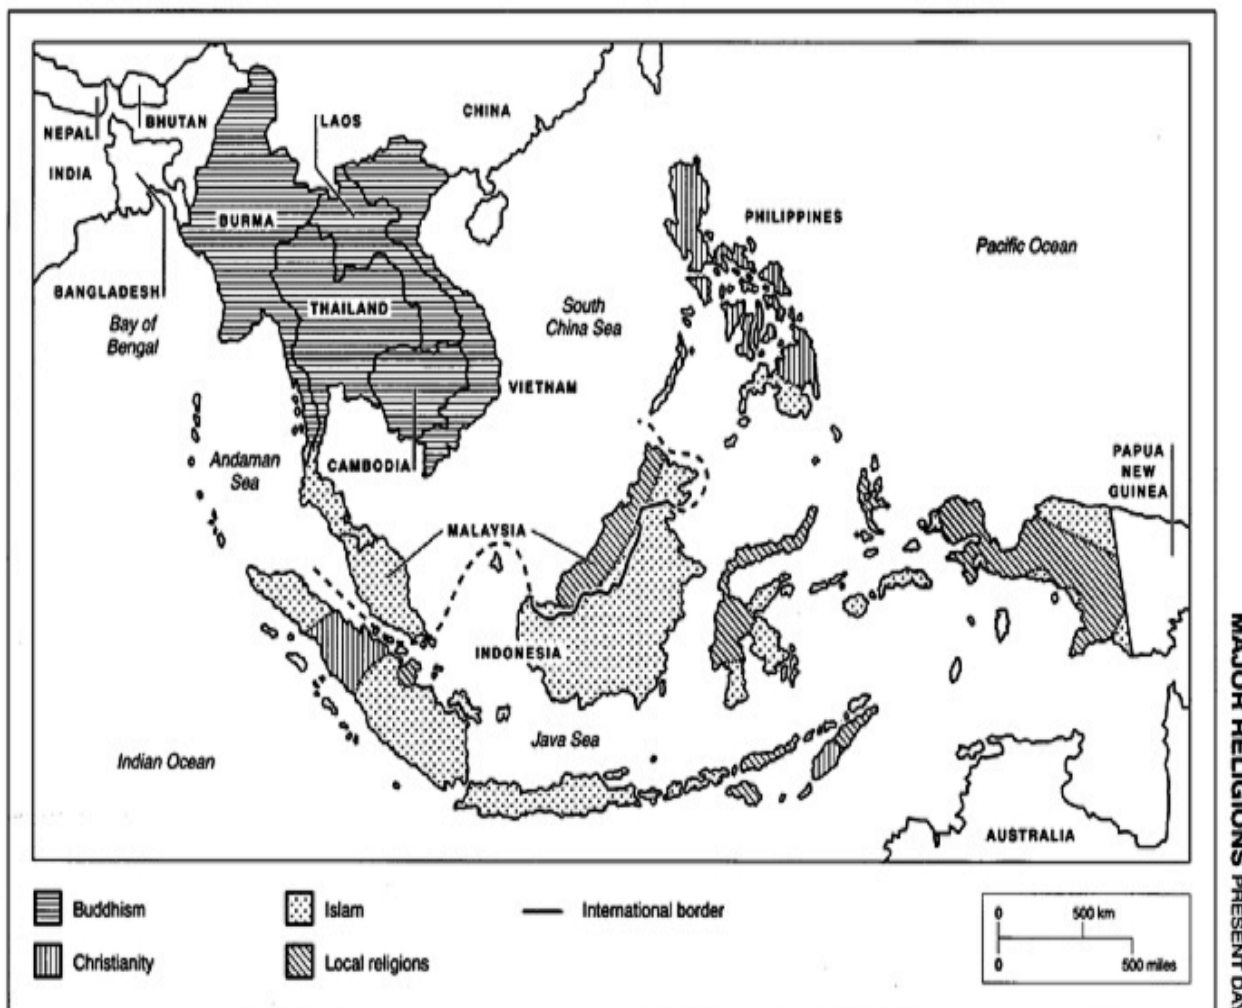 CHINA
LAOS
NEPAL
BHUTAN
INDIA
BURMA
PHILIPPINES
Pacific Ocean
BANGLADESH
THAILAND
South
China Sea
Bay of
Bengal
VIETNAM
Andaman
Sea
CAMBODIA
PAPUA
NEW
GUINEA
MALAYSIA
INDONESIA
Java Sea
Indian Ocean
AUSTRALIA
Buddhism
Islam
International border
Christianity
Local religions
0 500 km
0 500 miles
MAJOR RELIGIONS PRESENT DAY